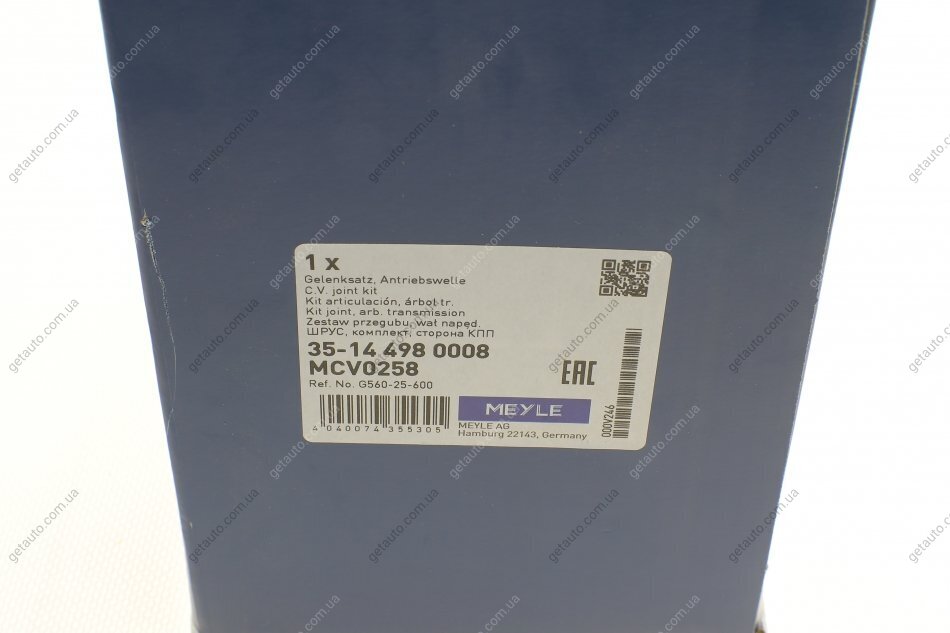 1 x
Gelenksatz, Antriebswelle
C.V. joint kit
Kit articulación, árbol tr.
Kit joint, arb. transmission
Zestaw przegubu, wał napęd.
ШРУС, комплект, сторона КПП
35-14 498 0008
MCV0258
Ref. No. G560-25-600
EAC
4 040074 355305
MEYLE
MEYLE AG
Hamburg 22143, Germany
000V246
getauto.com.ua